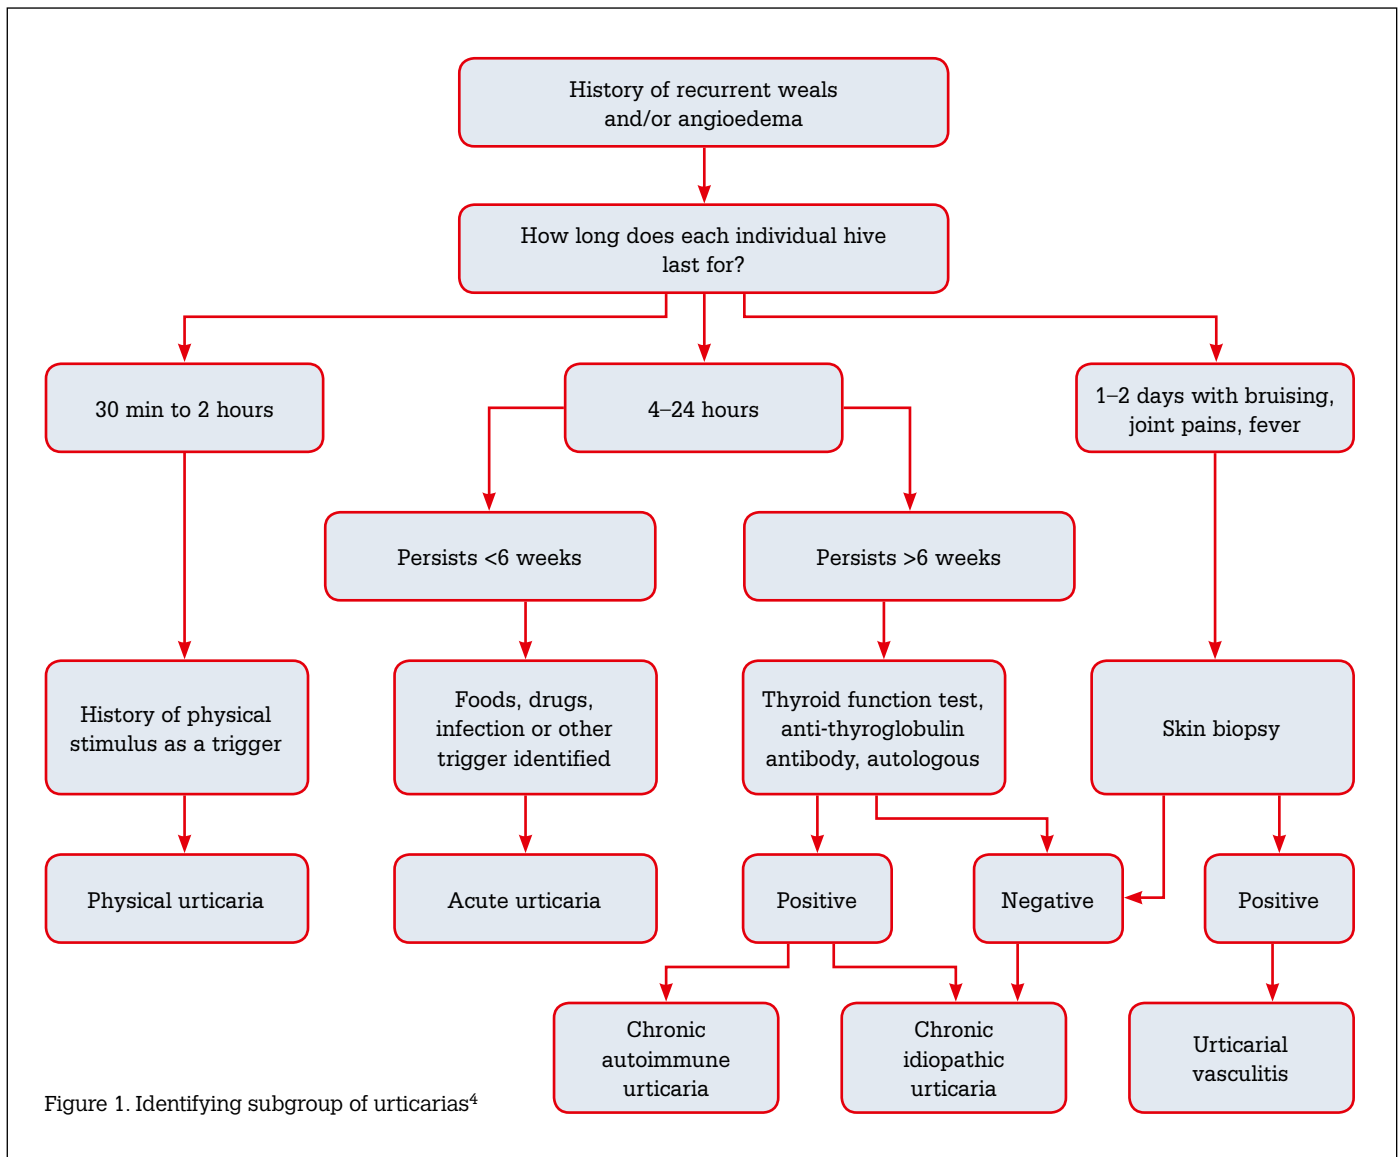 History of recurrent weals
and/or angioedema
How long does each individual hive
last for?
30 min to 2 hours
4–24 hours
1–2 days with bruising,
joint pains, fever
Persists <6 weeks
Persists >6 weeks
History of physical
stimulus as a trigger
Foods, drugs,
infection or other
trigger identified
Thyroid function test,
anti-thyroglobulin
antibody, autologous
Skin biopsy
Physical urticaria
Acute urticaria
Positive
Negative
Positive
Chronic
autoimmune
urticaria
Chronic
idiopathic
urticaria
Urticarial
vasculitis
Figure 1. Identifying subgroup of urticarias⁴